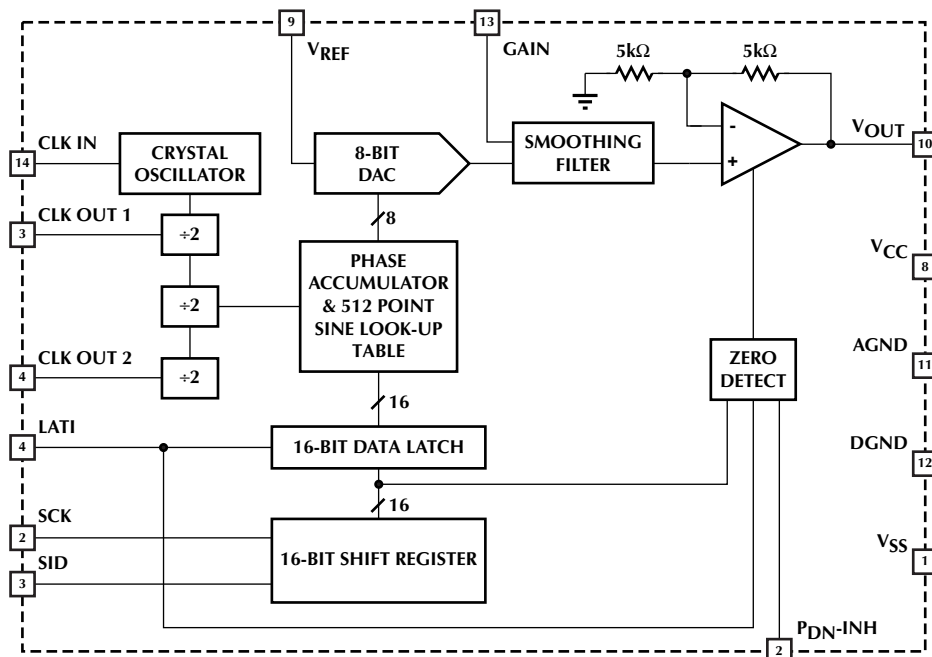 9
VREF
13
GAIN
5kΩ
5kΩ
14
CLK IN
CRYSTAL
OSCILLATOR
8-BIT
DAC
SMOOTHING
FILTER
-
+
VOUT
10
3
CLK OUT 1
÷2
8
÷2
PHASE
ACCUMULATOR
& 512 POINT
SINE LOOK-UP
TABLE
VCC
8
4
CLK OUT 2
÷2
ZERO
DETECT
AGND
11
16
4
LATI
16-BIT DATA LATCH
DGND
12
16
2
SCK
16-BIT SHIFT REGISTER
3
SID
VSS
1
PDN-INH
2